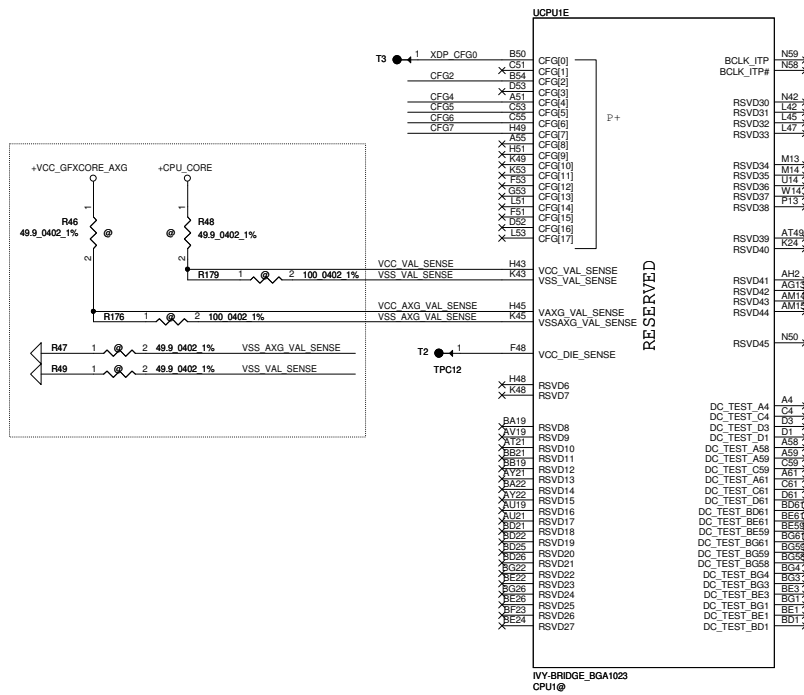 UCPU1E
T3 1 XDP_CFG0 B50 CFG[0] BCLK_ITP N59
C51 CFG[1] BCLK_ITP# N58
CFG2 B54 CFG[2]
D53 CFG[3]
CFG4 A51 CFG[4] RSVD30 N42
CFG5 C53 CFG[5] RSVD31 L42
CFG6 C55 CFG[6] RSVD32 L45
CFG7 H49 CFG[7] RSVD33 L47
P+
A55 CFG[8]
H51 CFG[9]
K49 CFG[10] RSVD34 M13
K53 CFG[11] RSVD35 M14
F53 CFG[12] RSVD36 U14
G53 CFG[13] RSVD37 W14
L51 CFG[14] RSVD38 P13
F51 CFG[15]
D52 CFG[16]
L53 CFG[17] RSVD39 AT49
RSVD40 K24
+VCC_GFXCORE_AXG +CPU_CORE
1 1
R46 @ @ R48
49.9_0402_1% 49.9_0402_1%
2 2
VCC_VAL_SENSE H43 VCC_VAL_SENSE
R179 1 @ 2 100_0402_1% VSS_VAL_SENSE K43 VSS_VAL_SENSE
RSVD41 AH2
RSVD42 AG13
RSVD43 AM14
RSVD44 AM15
VCC_AXG_VAL_SENSE H45 VAXG_VAL_SENSE
R176 1 @ 2 100_0402_1% VSS_AXG_VAL_SENSE K45 VSSAXG_VAL_SENSE
RESERVED
RSVD45 N50
R47 1 @ 2 49.9_0402_1% VSS_AXG_VAL_SENSE
R49 1 @ 2 49.9_0402_1% VSS_VAL_SENSE
T2 1 F48 VCC_DIE_SENSE
TPC12
H48 RSVD6
K48 RSVD7
DC_TEST_A4 A4
DC_TEST_C4 C4
DC_TEST_D3 D3
BA19 RSVD8 DC_TEST_D1 D1
AV19 RSVD9 DC_TEST_A58 A58
AT21 RSVD10 DC_TEST_A59 A59
BB21 RSVD11 DC_TEST_C59 C59
BB19 RSVD12 DC_TEST_A61 A61
AY21 RSVD13 DC_TEST_C61 C61
BA22 RSVD14 DC_TEST_D61 D61
AY22 RSVD15 DC_TEST_BD61 BD61
AU19 RSVD16 DC_TEST_BE61 BE61
AU21 RSVD17 DC_TEST_BE59 BE59
BD21 RSVD18 DC_TEST_BG61 BG61
BD22 RSVD19 DC_TEST_BG59 BG59
BD25 RSVD20 DC_TEST_BG58 BG58
BD26 RSVD21 DC_TEST_BG4 BG4
BG22 RSVD22 DC_TEST_BG3 BG3
BE22 RSVD23 DC_TEST_BE3 BE3
BG26 RSVD24 DC_TEST_BG1 BG1
BE26 RSVD25 DC_TEST_BE1 BE1
BF23 RSVD26 DC_TEST_BD1 BD1
BE24 RSVD27
IVY-BRIDGE_BGA1023
CPU1@